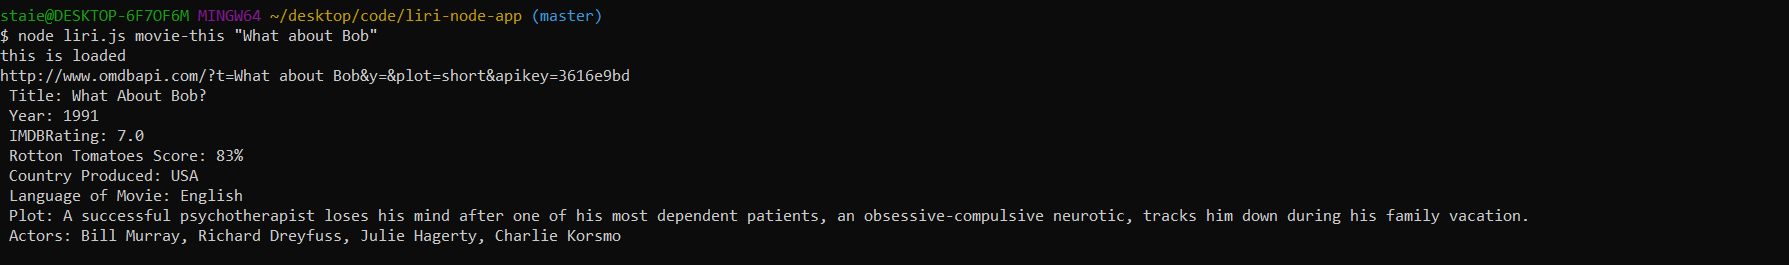 staie@DESKTOP-6F7OF6M MINGW64 ~/desktop/code/liri-node-app (master)
$ node liri.js movie-this "What about Bob"
this is loaded
http://www.omdbapi.com/?t=What about Bob&y=&plot=short&apikey=3616e9bd
Title: What About Bob?
Year: 1991
IMDBRating: 7.0
Rotton Tomatoes Score: 83%
Country Produced: USA
Language of Movie: English
Plot: A successful psychotherapist loses his mind after one of his most dependent patients, an obsessive-compulsive neurotic, tracks him down during his family vacation.
Actors: Bill Murray, Richard Dreyfuss, Julie Hagerty, Charlie Korsmo